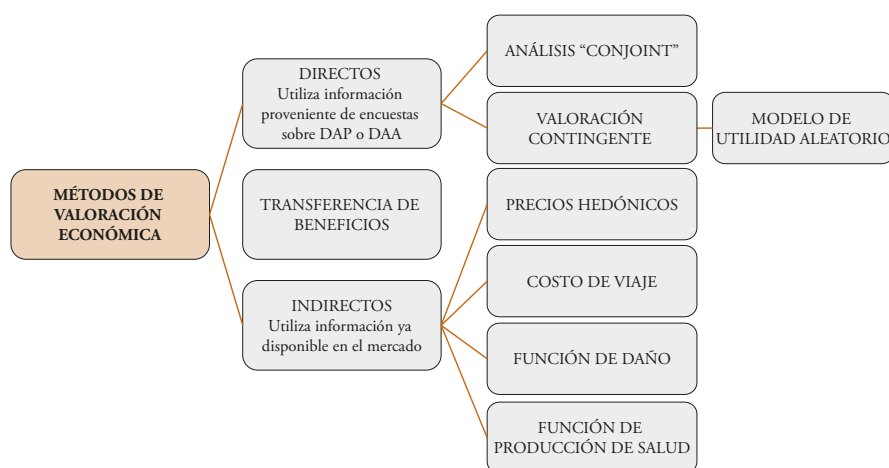 MÉTODOS DE
VALORACIÓN
ECONÓMICA
DIRECTOS
Utiliza información
proveniente de encuestas
sobre DAP o DAA
TRANSFERENCIA DE
BENEFICIOS
INDIRECTOS
Utiliza información ya
disponible en el mercado
ANÁLISIS “CONJOINT”
VALORACIÓN
CONTINGENTE
MODELO DE
UTILIDAD ALEATORIO
PRECIOS HEDÓNICOS
COSTO DE VIAJE
FUNCIÓN DE DAÑO
FUNCIÓN DE
PRODUCCIÓN DE SALUD